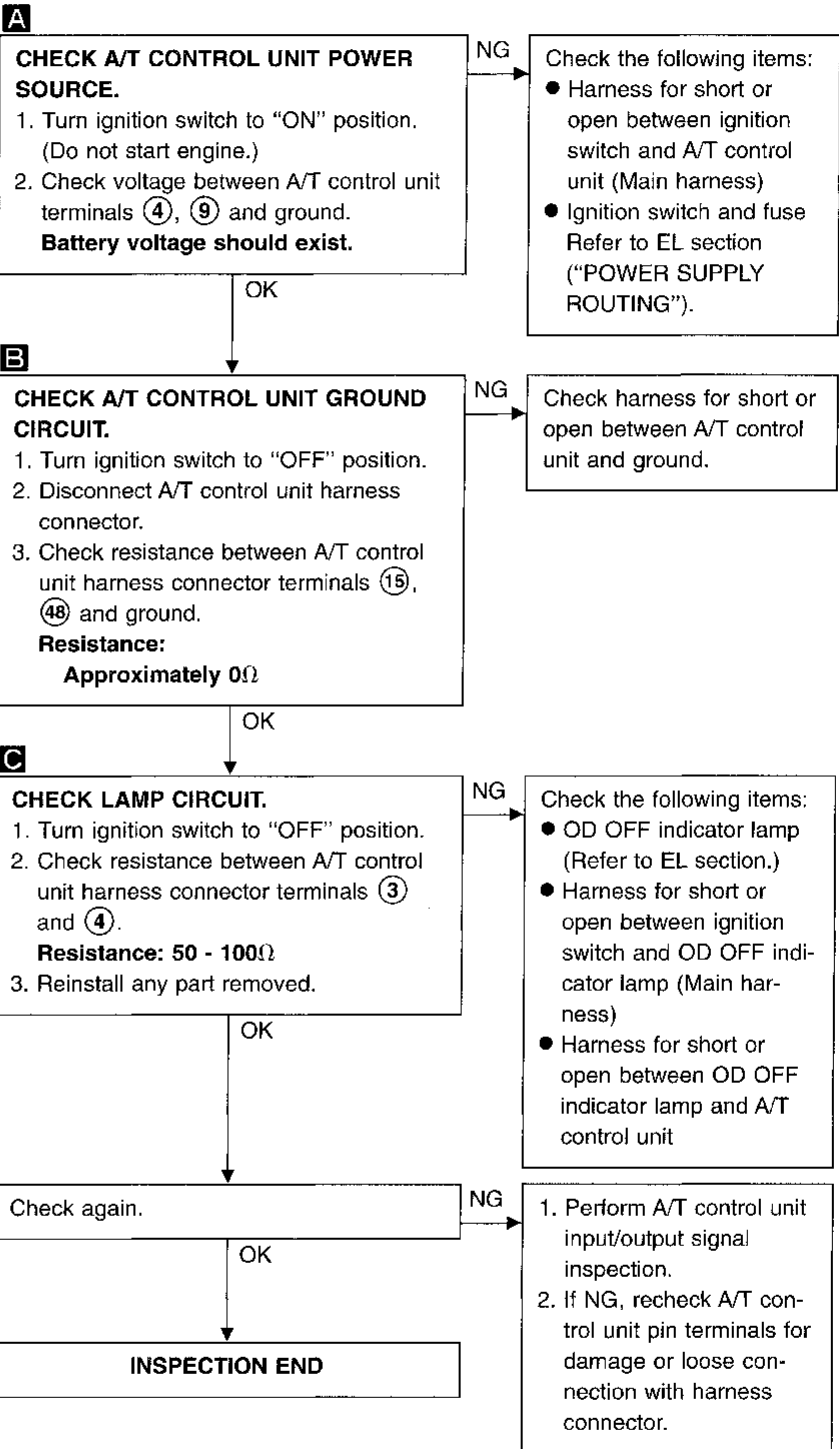 A
CHECK A/T CONTROL UNIT POWER
SOURCE.
1. Turn ignition switch to “ON” position.
(Do not start engine.)
2. Check voltage between A/T control unit
terminals ④, ⑨ and ground.
Battery voltage should exist.
NG
Check the following items:
● Harness for short or
open between ignition
switch and A/T control
unit (Main harness)
● Ignition switch and fuse
Refer to EL section
(“POWER SUPPLY
ROUTING”).
OK
B
CHECK A/T CONTROL UNIT GROUND
CIRCUIT.
1. Turn ignition switch to “OFF” position.
2. Disconnect A/T control unit harness
connector.
3. Check resistance between A/T control
unit harness connector terminals ⑮,
㊽ and ground.
Resistance:
Approximately 0Ω
NG
Check harness for short or
open between A/T control
unit and ground.
OK
C
CHECK LAMP CIRCUIT.
1. Turn ignition switch to “OFF” position.
2. Check resistance between A/T control
unit harness connector terminals ③
and ④.
Resistance: 50 - 100Ω
3. Reinstall any part removed.
NG
Check the following items:
● OD OFF indicator lamp
(Refer to EL section.)
● Harness for short or
open between ignition
switch and OD OFF indi-
cator lamp (Main har-
ness)
● Harness for short or
open between OD OFF
indicator lamp and A/T
control unit
OK
Check again.
NG
1. Perform A/T control unit
input/output signal
inspection.
2. If NG, recheck A/T con-
trol unit pin terminals for
damage or loose con-
nection with harness
connector.
OK
INSPECTION END